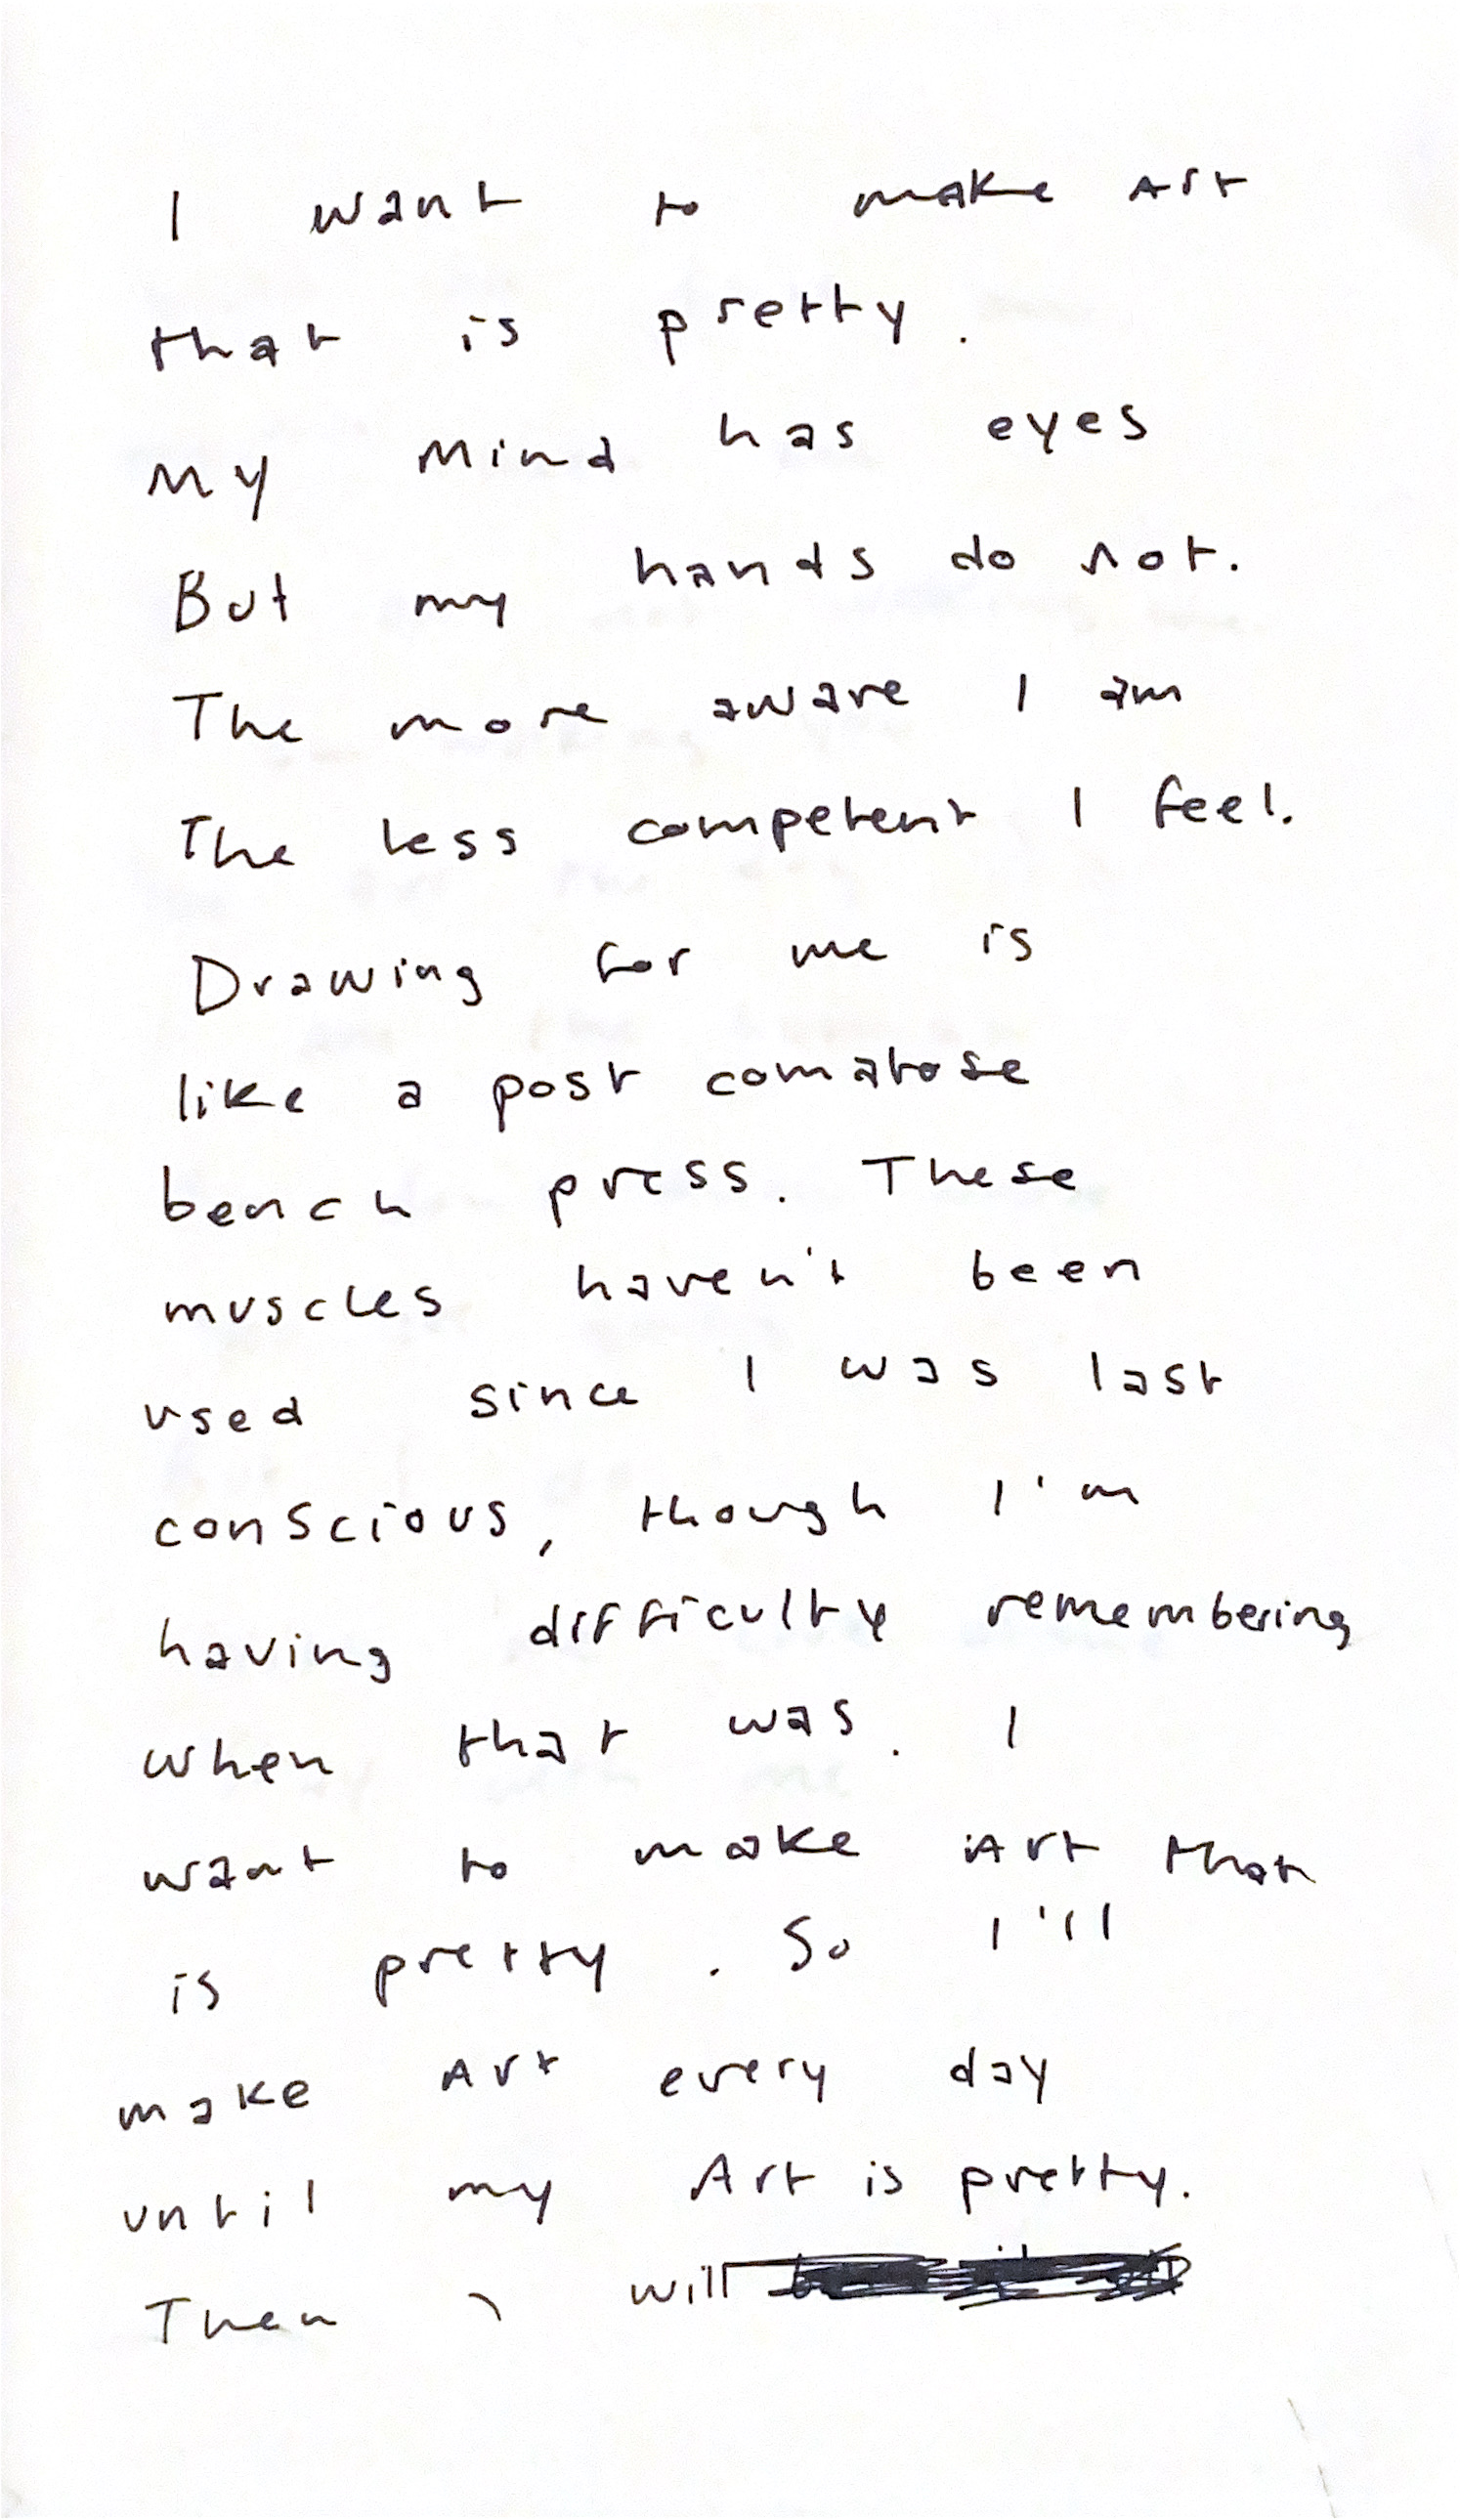 I want to make Art
that is pretty.
My mind has eyes
But my hands do not.
The more aware I am
The less competent I feel.
Drawing for me is
like a post comatose
bench press. These
muscles haven't been
used since I was last
conscious, though I'm
having difficulty remembering
when that was. I
want to make Art that
is pretty. So I'll
make Art every day
until my Art is pretty.
Then I will